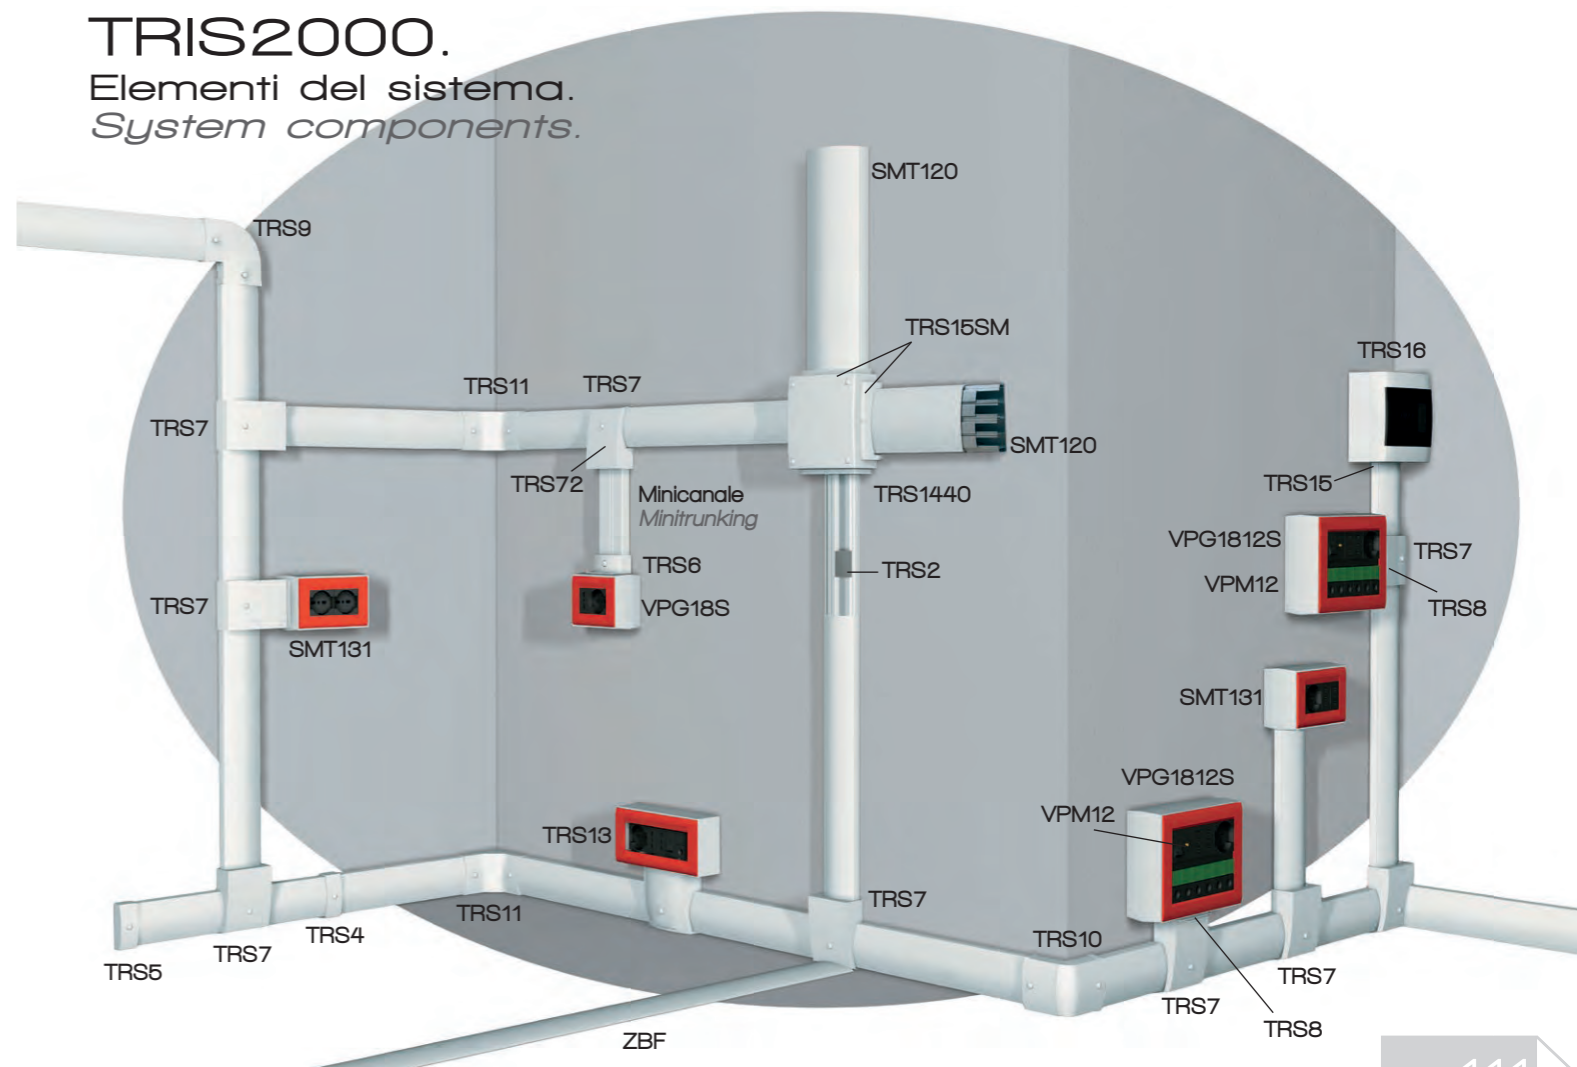 TRIS2000.
Elementi del sistema.
System components.
SMT120
TRS9
TRS15SM
TRS16
TRS11
TRS7
TRS7
SMT120
TRS72
Minicanale
Minitrunking
TRS1440
TRS15
VPG1812S
TRS7
TRS6
TRS2
VPM12
TRS7
VPG18S
TRS8
SMT131
SMT131
VPG1812S
VPM12
TRS13
TRS7
TRS11
TRS4
TRS7
TRS5
TRS10
TRS7
TRS7
TRS8
ZBF